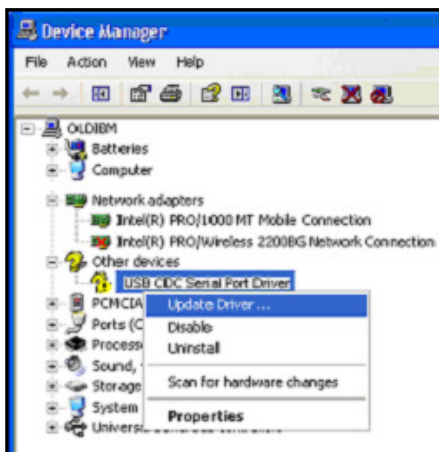 Device Manager
File Action View Help
OLDIBM
Batteries
Computer
Network adapters
Intel(R) PRO/1000 MT Mobile Connection
Intel(R) PRO/Wireless 2200BG Network Connection
Other devices
USB CDC Serial Port Driver
PCMCIA
Update Driver...
Ports (C
Disable
Process
Uninstall
Sound,
Storage
Scan for hardware changes
System
Properties